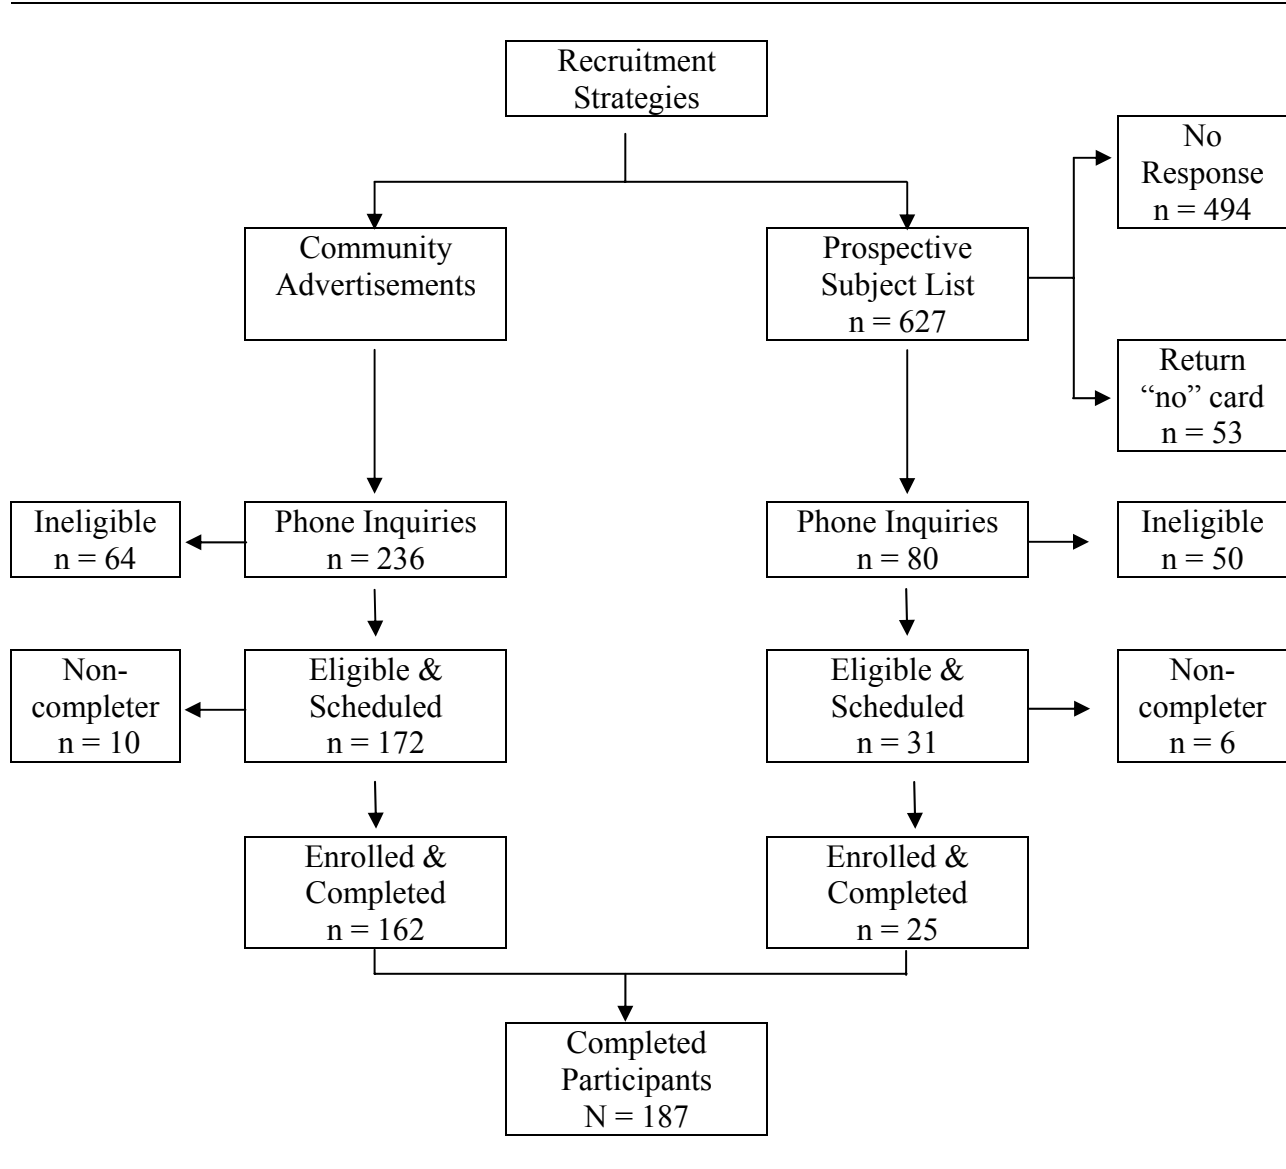 Recruitment
Strategies
No
Response
n = 494
Community
Advertisements
Prospective
Subject List
n = 627
Return
“no” card
n = 53
Ineligible
n = 64
Phone Inquiries
n = 236
Phone Inquiries
n = 80
Ineligible
n = 50
Non-
completer
n = 10
Eligible &
Scheduled
n = 172
Eligible &
Scheduled
n = 31
Non-
completer
n = 6
Enrolled &
Completed
n = 162
Enrolled &
Completed
n = 25
Completed
Participants
N = 187